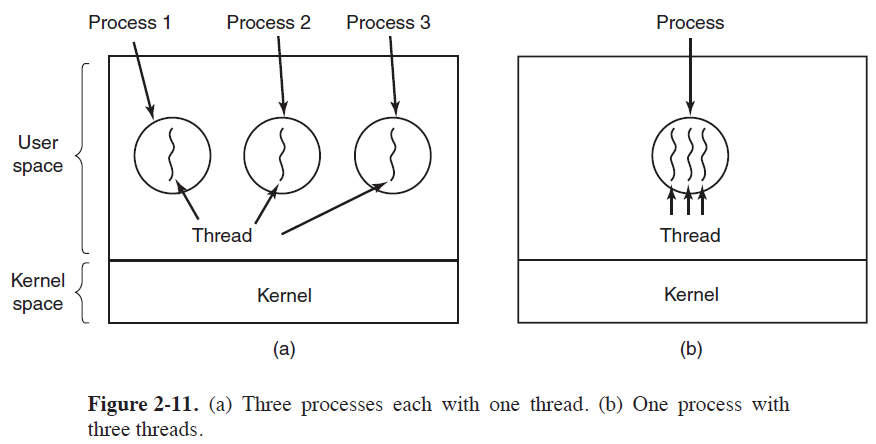 Process 1 Process 2 Process 3
Process
User
space
Thread
Thread
Kernel
space
Kernel
Kernel
(a)
(b)
Figure 2-11. (a) Three processes each with one thread. (b) One process with
three threads.